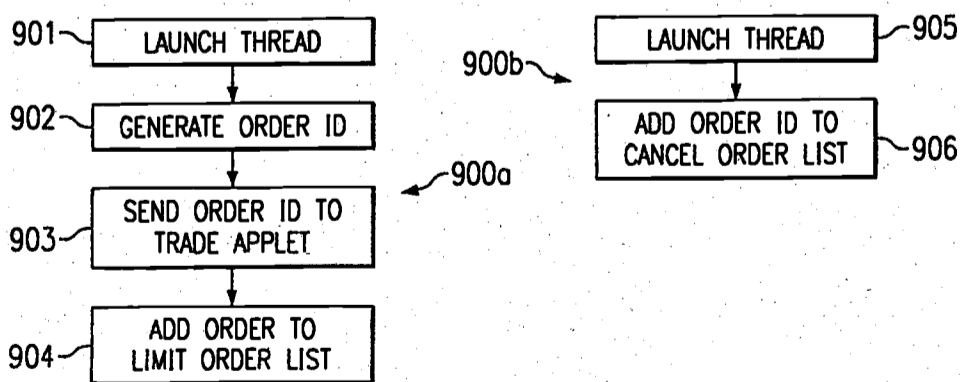 901
LAUNCH THREAD
902
GENERATE ORDER ID
900a
903
SEND ORDER ID TO
TRADE APPLET
904
ADD ORDER TO
LIMIT ORDER LIST
900b
LAUNCH THREAD
905
ADD ORDER ID TO
CANCEL ORDER LIST
906